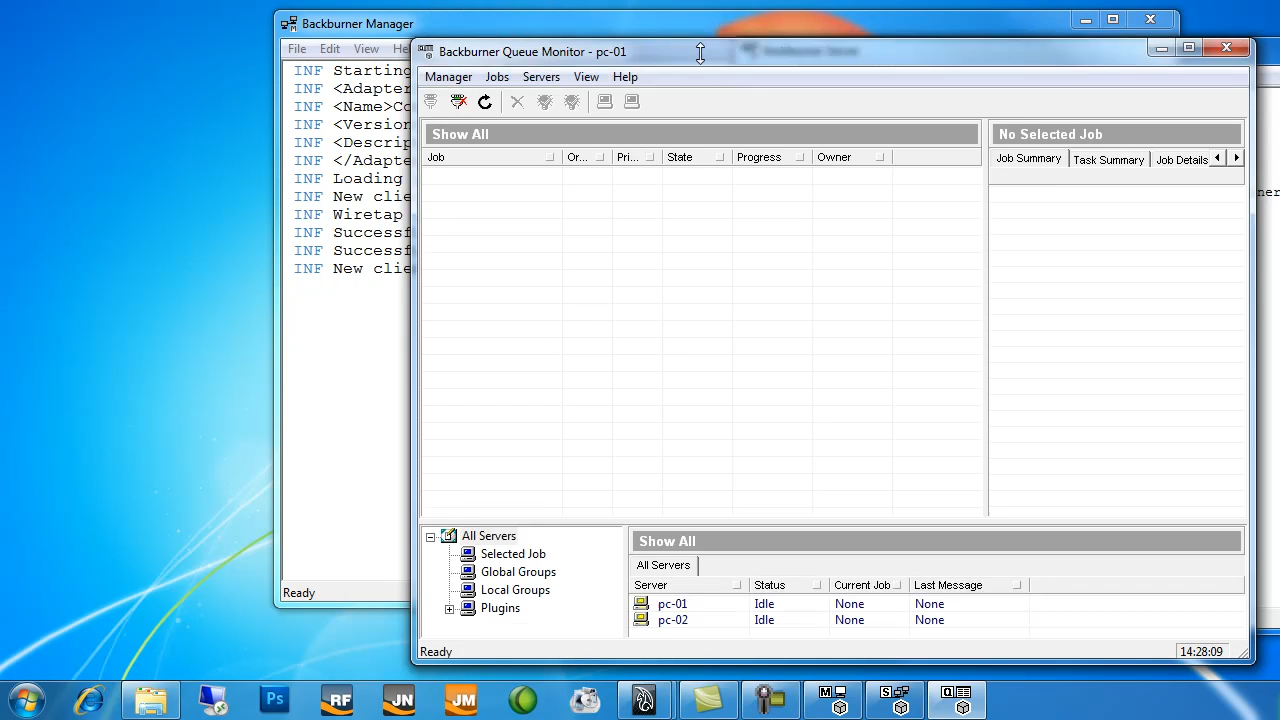 Backburner Manager
File Edit View He
INF Starting
INF <Adapter
INF <Name>Co
INF <Version
INF <Descrip
INF </Adapte
INF Loading
INF New clie
INF Wiretap
INF Successf
INF Successf
INF New clie
Ready
Backburner Queue Monitor - pc-01
Manager Jobs Servers View Help
Show All
Job Or... Pri... State Progress Owner
No Selected Job
Job Summary Task Summary Job Details
ner
All Servers
Selected Job
Global Groups
Local Groups
Plugins
Show All
All Servers
Server Status Current Job Last Message
pc-01 Idle None None
pc-02 Idle None None
Ready 14:28:09
Ps RF JN JM M S Q